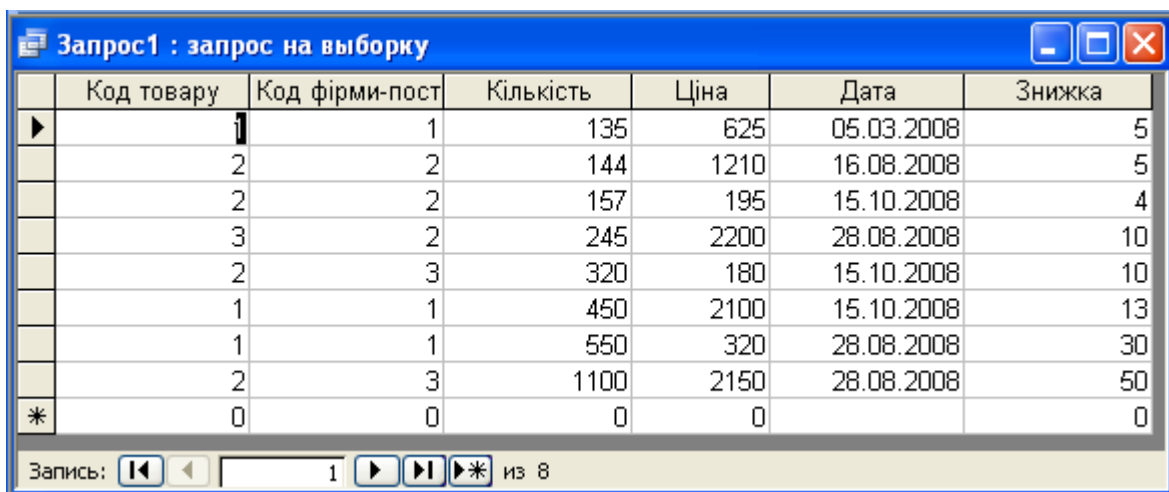 Запрос1 : запрос на выборку
Код товару Код фірми-пост Кількість Ціна Дата Знижка
1 1 135 625 05.03.2008 5
2 2 144 1210 16.08.2008 5
2 2 157 195 15.10.2008 4
3 2 245 2200 28.08.2008 10
2 3 320 180 15.10.2008 10
1 1 450 2100 15.10.2008 13
1 1 550 320 28.08.2008 30
2 3 1100 2150 28.08.2008 50
0 0 0 0 0
Запись: 1 из 8